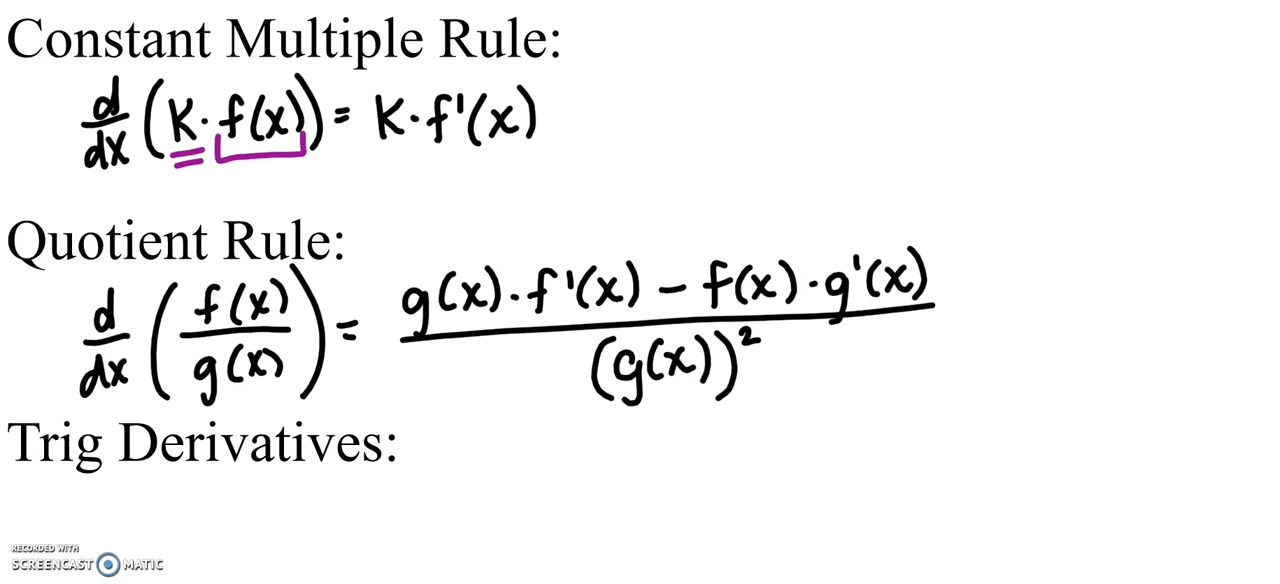 Constant Multiple Rule:
d/dx (K · f(x)) = K · f'(x)
Quotient Rule:
d/dx (f(x)/g(x)) = g(x) · f'(x) − f(x) · g'(x) / (g(x))²
Trig Derivatives:
RECORDED WITH
SCREENCAST MATIC